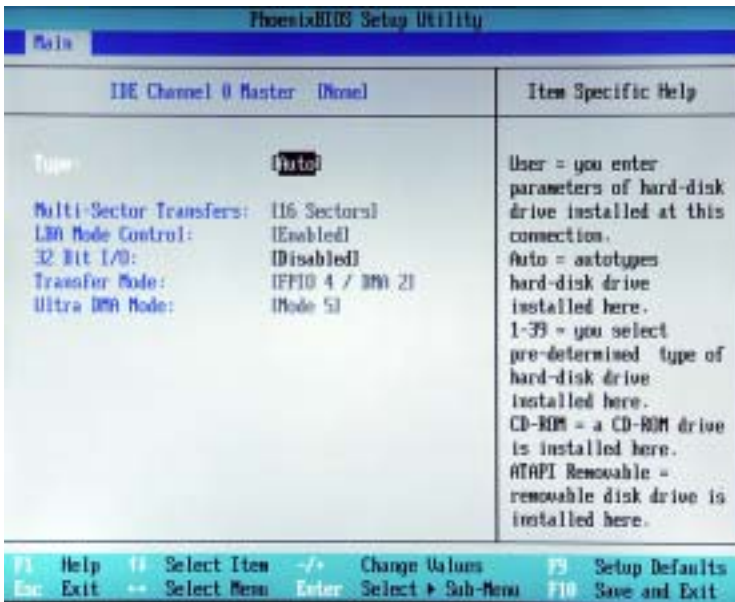 PhoenixBIOS Setup Utility
Main
IDE Channel 0 Master [None]
Item Specific Help
Type: [Auto]
Multi-Sector Transfers: [16 Sectors]
LBA Mode Control: [Enabled]
32 Bit I/O: [Disabled]
Transfer Mode: [FPIO 4 / DMA 2]
Ultra DMA Mode: [Mode 5]
User = you enter
parameters of hard-disk
drive installed at this
connection.
Auto = autotypes
hard-disk drive
installed here.
1-39 = you select
pre-determined type of
hard-disk drive
installed here.
CD-ROM = a CD-ROM drive
is installed here.
ATAPI Removable =
removable disk drive is
installed here.
F1 Help ↑↓ Select Item -/+ Change Values F9 Setup Defaults
Esc Exit ↔ Select Menu Enter Select ▶ Sub-Menu F10 Save and Exit